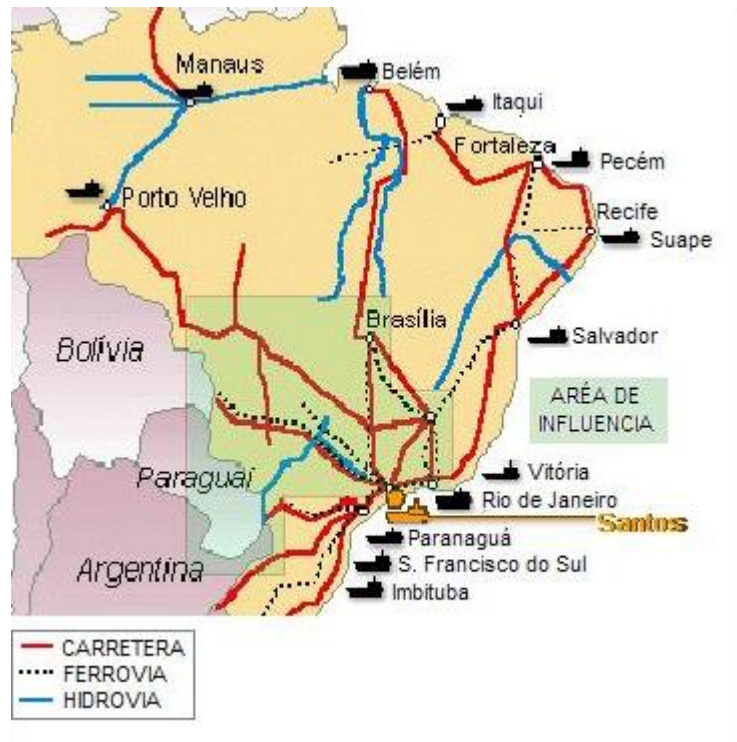 Manaus
Belém
Itaqui
Fortaleza
Pecém
Porto Velho
Recife
Suape
Brasília
Bolívia
Salvador
ARÉA DE
INFLUENCIA
Paraguai
Vitória
Rio de Janeiro
Santos
Paranaguá
S. Francisco do Sul
Argentina
Imbituba
CARRETERA
FERROVIA
HIDROVIA